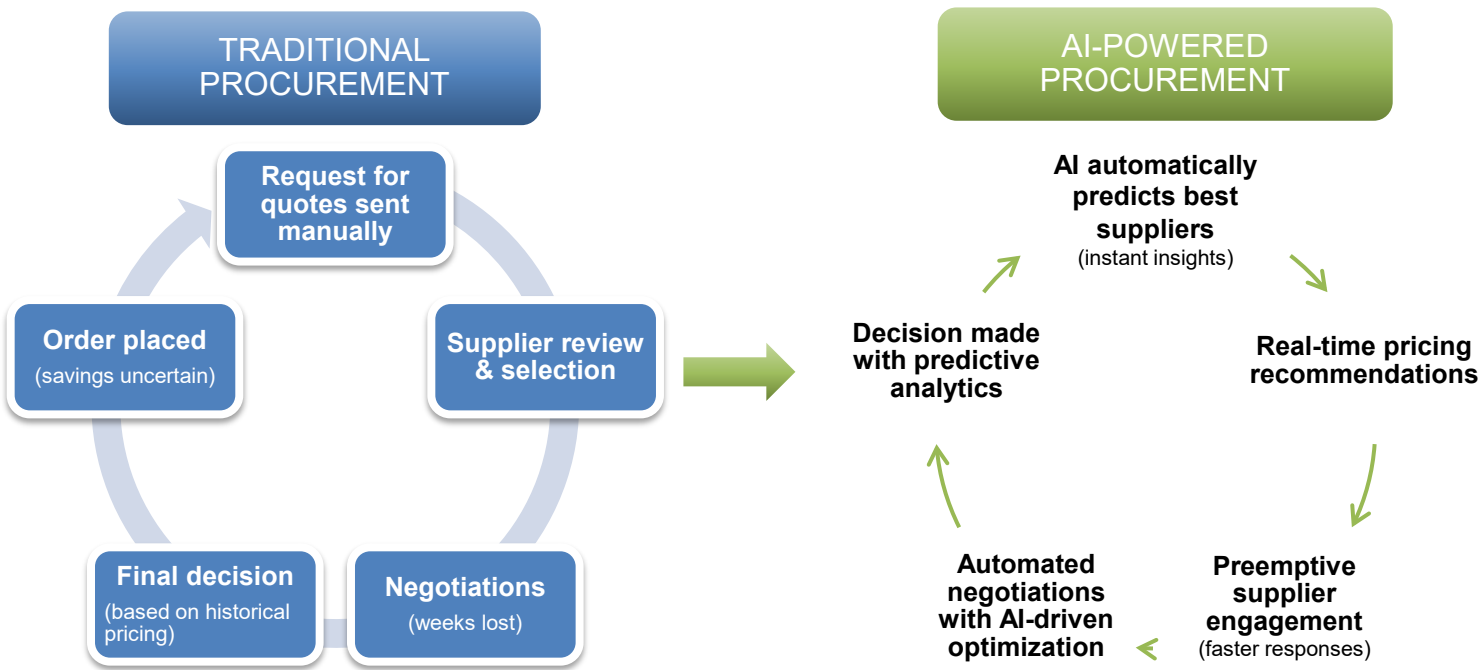 TRADITIONAL
PROCUREMENT
Request for
quotes sent
manually
Supplier review
& selection
Negotiations
(weeks lost)
Final decision
(based on historical
pricing)
Order placed
(savings uncertain)
AI-POWERED
PROCUREMENT
AI automatically
predicts best
suppliers
(instant insights)
Real-time pricing
recommendations
Preemptive
supplier
engagement
(faster responses)
Automated
negotiations
with AI-driven
optimization
Decision made
with predictive
analytics